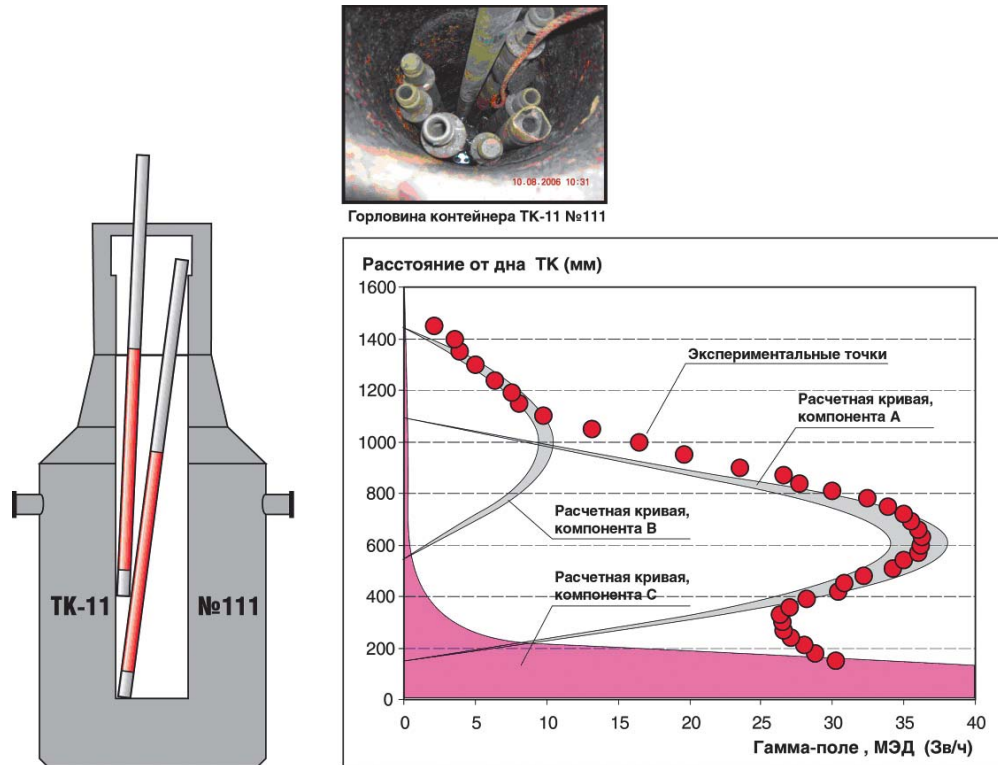 10.08.2006 10:31
Горловина контейнера ТК-11 №111
ТК-11
№111
Расстояние от дна ТК (мм)
1600
1400
1200
1000
800
600
400
200
0
Экспериментальные точки
Расчетная кривая,
компонента А
Расчетная кривая,
компонента В
Расчетная кривая,
компонента С
0 5 10 15 20 25 30 35 40
Гамма-поле , МЭД (Зв/ч)